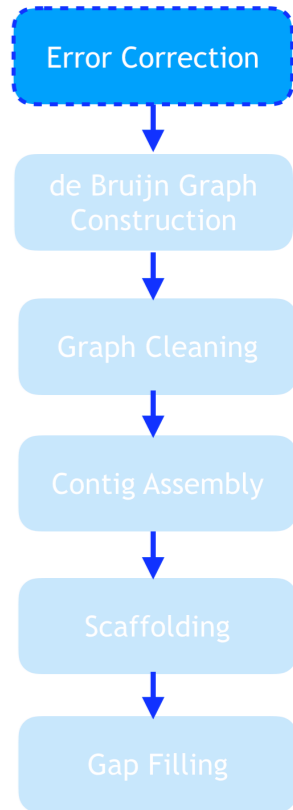 Error Correction
de Bruijn Graph
Construction
Graph Cleaning
Contig Assembly
Scaffolding
Gap Filling